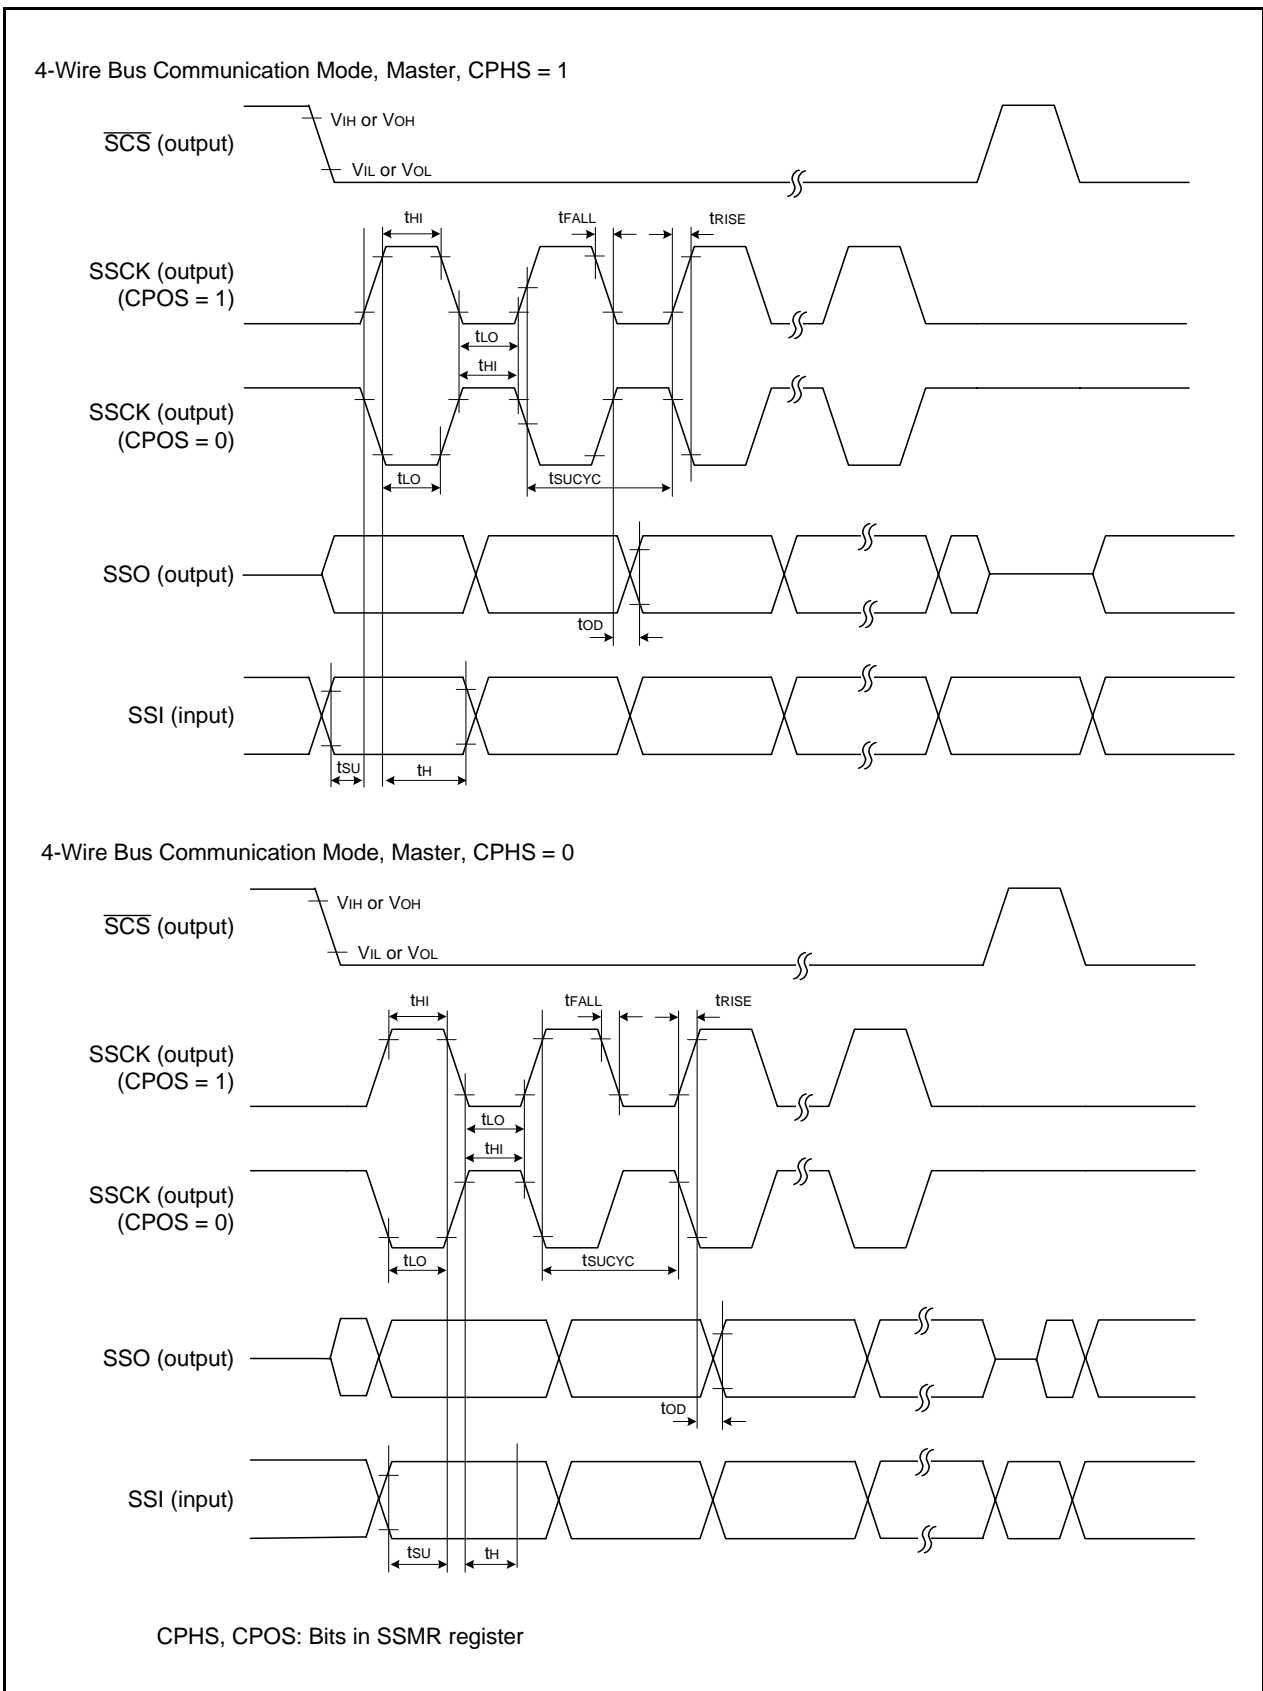 4-Wire Bus Communication Mode, Master, CPHS = 1
VIH or VOH
SCS (output)
VIL or VOL
tHI
tFALL
tRISE
SSCK (output)
(CPOS = 1)
tLO
tHI
SSCK (output)
(CPOS = 0)
tLO
tSUCYC
SSO (output)
tOD
SSI (input)
tSU
tH
4-Wire Bus Communication Mode, Master, CPHS = 0
VIH or VOH
SCS (output)
VIL or VOL
tHI
tFALL
tRISE
SSCK (output)
(CPOS = 1)
tLO
tHI
SSCK (output)
(CPOS = 0)
tLO
tSUCYC
SSO (output)
tOD
SSI (input)
tSU
tH
CPHS, CPOS: Bits in SSMR register